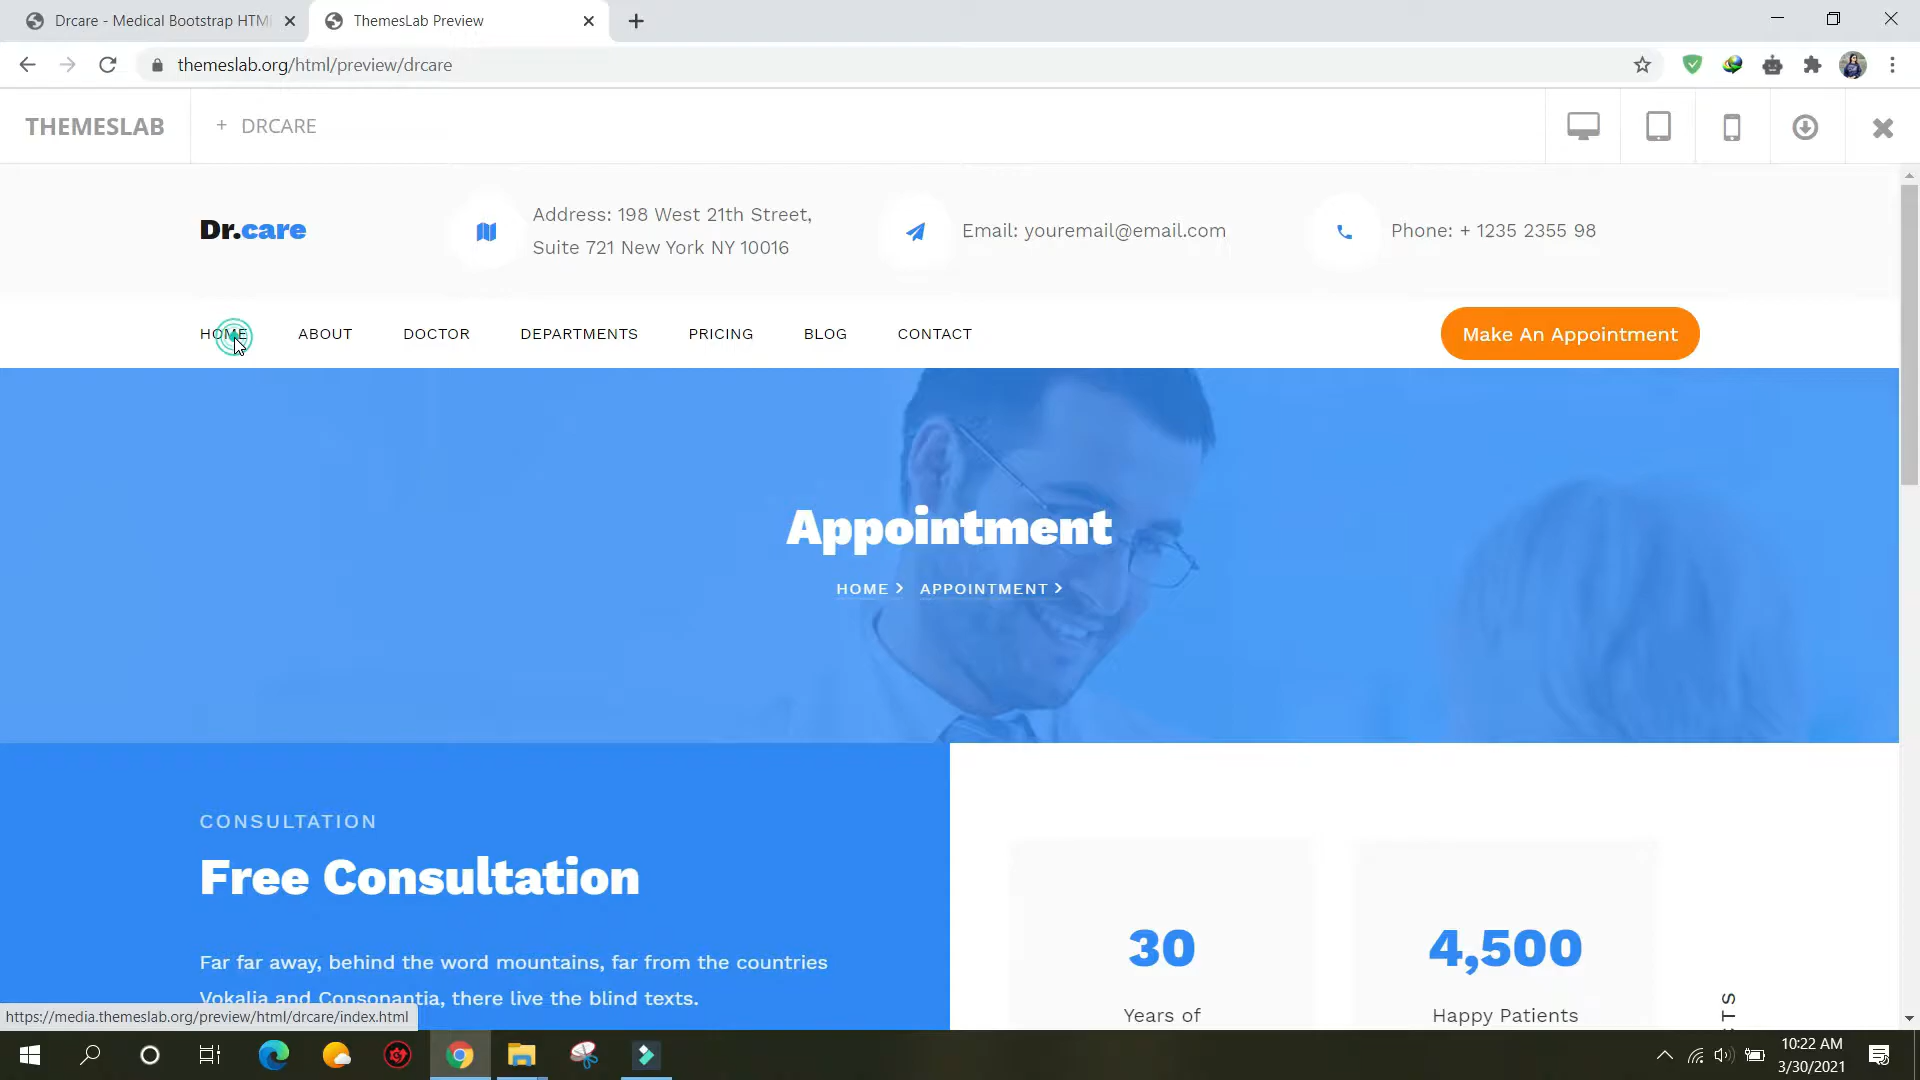 Drcare - Medical Bootstrap HTM
ThemesLab Preview
themeslab.org/html/preview/drcare
THEMESLAB
+ DRCARE
Dr.care
Address: 198 West 21th Street,
Suite 721 New York NY 10016
Email: youremail@email.com
Phone: + 1235 2355 98
HOME
ABOUT
DOCTOR
DEPARTMENTS
PRICING
BLOG
CONTACT
Make An Appointment
Appointment
HOME > APPOINTMENT >
CONSULTATION
Free Consultation
Far far away, behind the word mountains, far from the countries
Vokalia and Consonantia, there live the blind texts.
30
Years of
4,500
Happy Patients
https://media.themeslab.org/preview/html/drcare/index.html
10:22 AM
3/30/2021